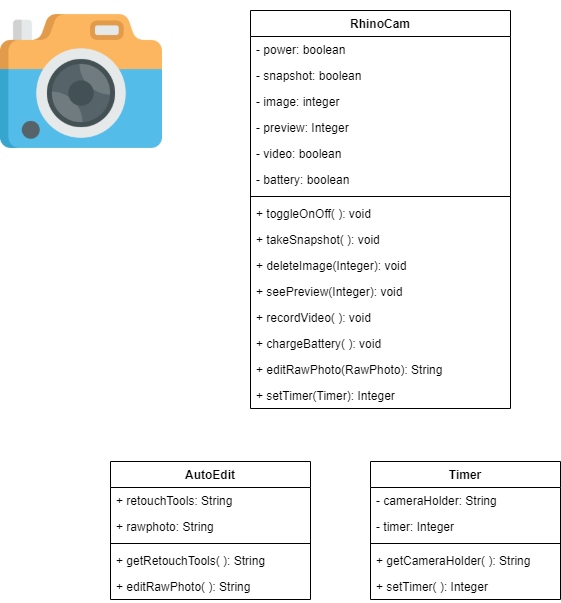 RhinoCam
- power: boolean
- snapshot: boolean
- image: integer
- preview: Integer
- video: boolean
- battery: boolean
+ toggleOnOff( ): void
+ takeSnapshot( ): void
+ deleteImage(Integer): void
+ seePreview(Integer): void
+ recordVideo( ): void
+ chargeBattery( ): void
+ editRawPhoto(RawPhoto): String
+ setTimer(Timer): Integer
AutoEdit
+ retouchTools: String
+ rawphoto: String
+ getRetouchTools( ): String
+ editRawPhoto( ): String
Timer
- cameraHolder: String
- timer: Integer
+ getCameraHolder( ): String
+ setTimer( ): Integer